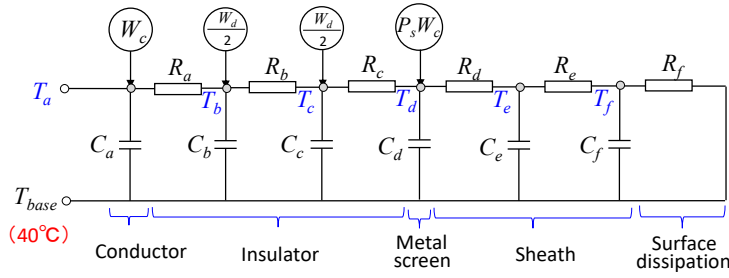 W_c W_d/2 W_d/2 P_sW_c
R_a R_b R_c R_d R_e R_f
T_a T_b T_c T_d T_e T_f
C_a C_b C_c C_d C_e C_f
T_base
(40℃)
Conductor Insulator Metal screen Sheath Surface dissipation